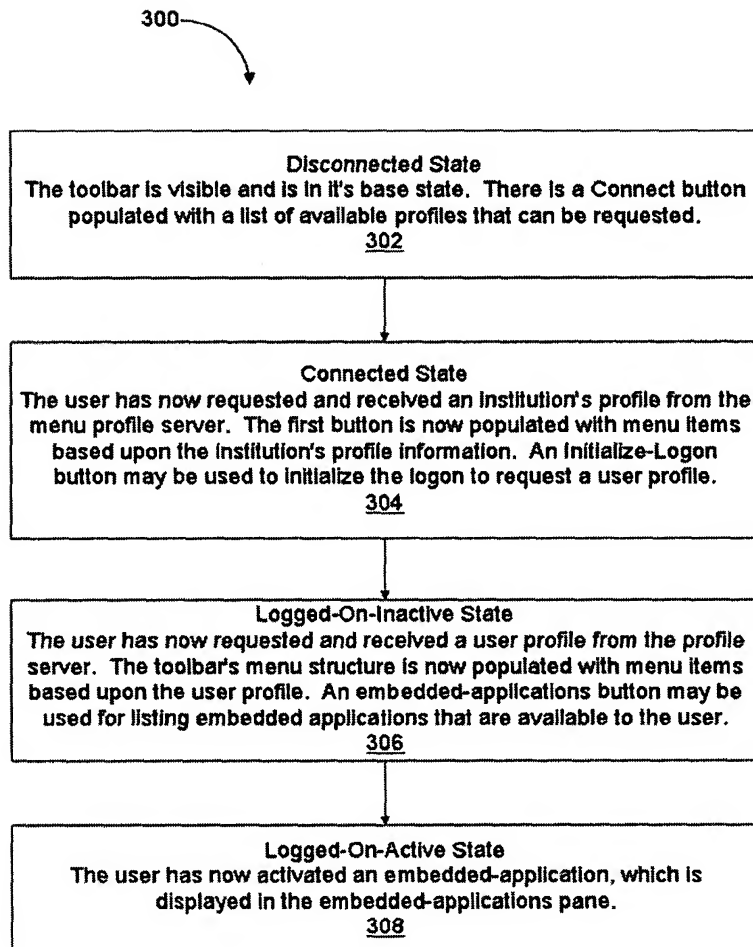 300
Disconnected State
The toolbar is visible and is in it's base state. There is a Connect button
populated with a list of available profiles that can be requested.
302
Connected State
The user has now requested and received an institution's profile from the
menu profile server. The first button is now populated with menu items
based upon the institution's profile information. An Initialize-Logon
button may be used to initialize the logon to request a user profile.
304
Logged-On-Inactive State
The user has now requested and received a user profile from the profile
server. The toolbar's menu structure is now populated with menu items
based upon the user profile. An embedded-applications button may be
used for listing embedded applications that are available to the user.
306
Logged-On-Active State
The user has now activated an embedded-application, which is
displayed in the embedded-applications pane.
308